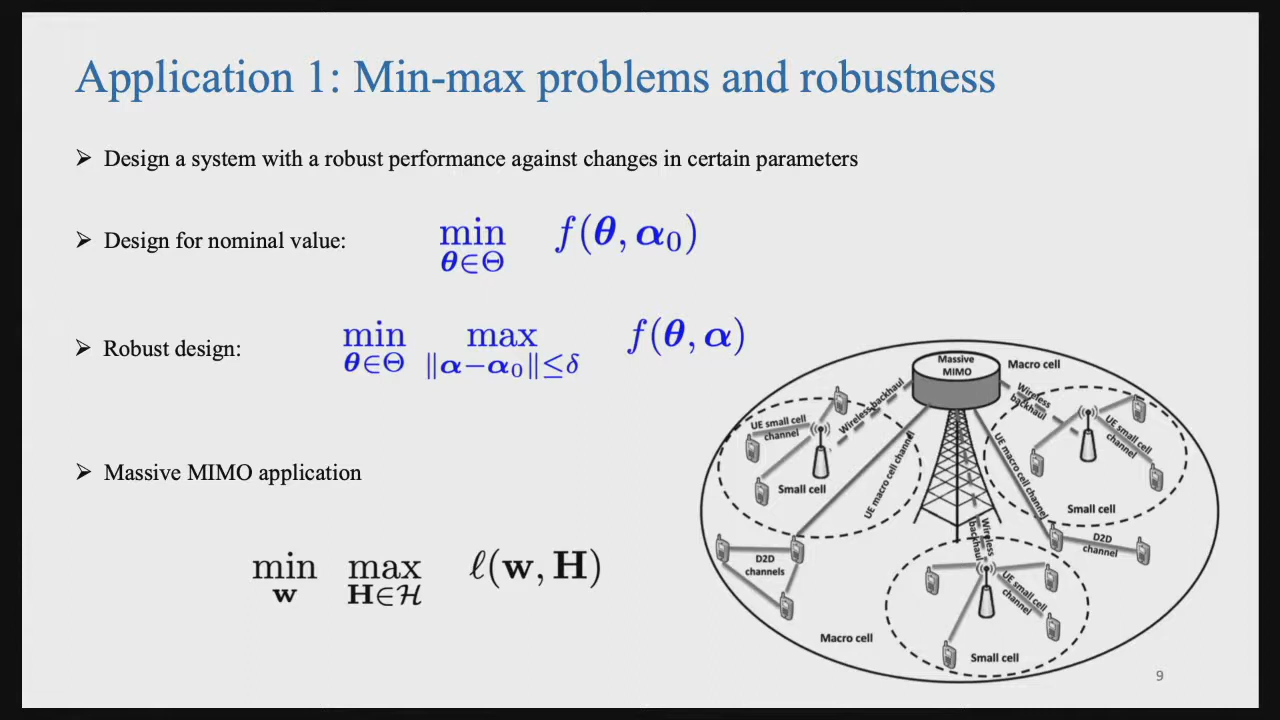 Application 1: Min-max problems and robustness
➢ Design a system with a robust performance against changes in certain parameters
➢ Design for nominal value: min θ∈Θ f(θ, α₀)
➢ Robust design: min θ∈Θ max ‖α−α₀‖≤δ f(θ, α)
➢ Massive MIMO application
min w max H∈ℋ ℓ(w, H)
Massive
MIMO
Macro cell
Wireless backhaul
Wireless
backhaul
UE small cell
channel
UE small cell
channel
Small cell
UE macro cell channel
UE macro cell channel
Small cell
D2D
channels
D2D
channel
Wireless
backhaul
UE small cell
channel
Macro cell
Small cell
9